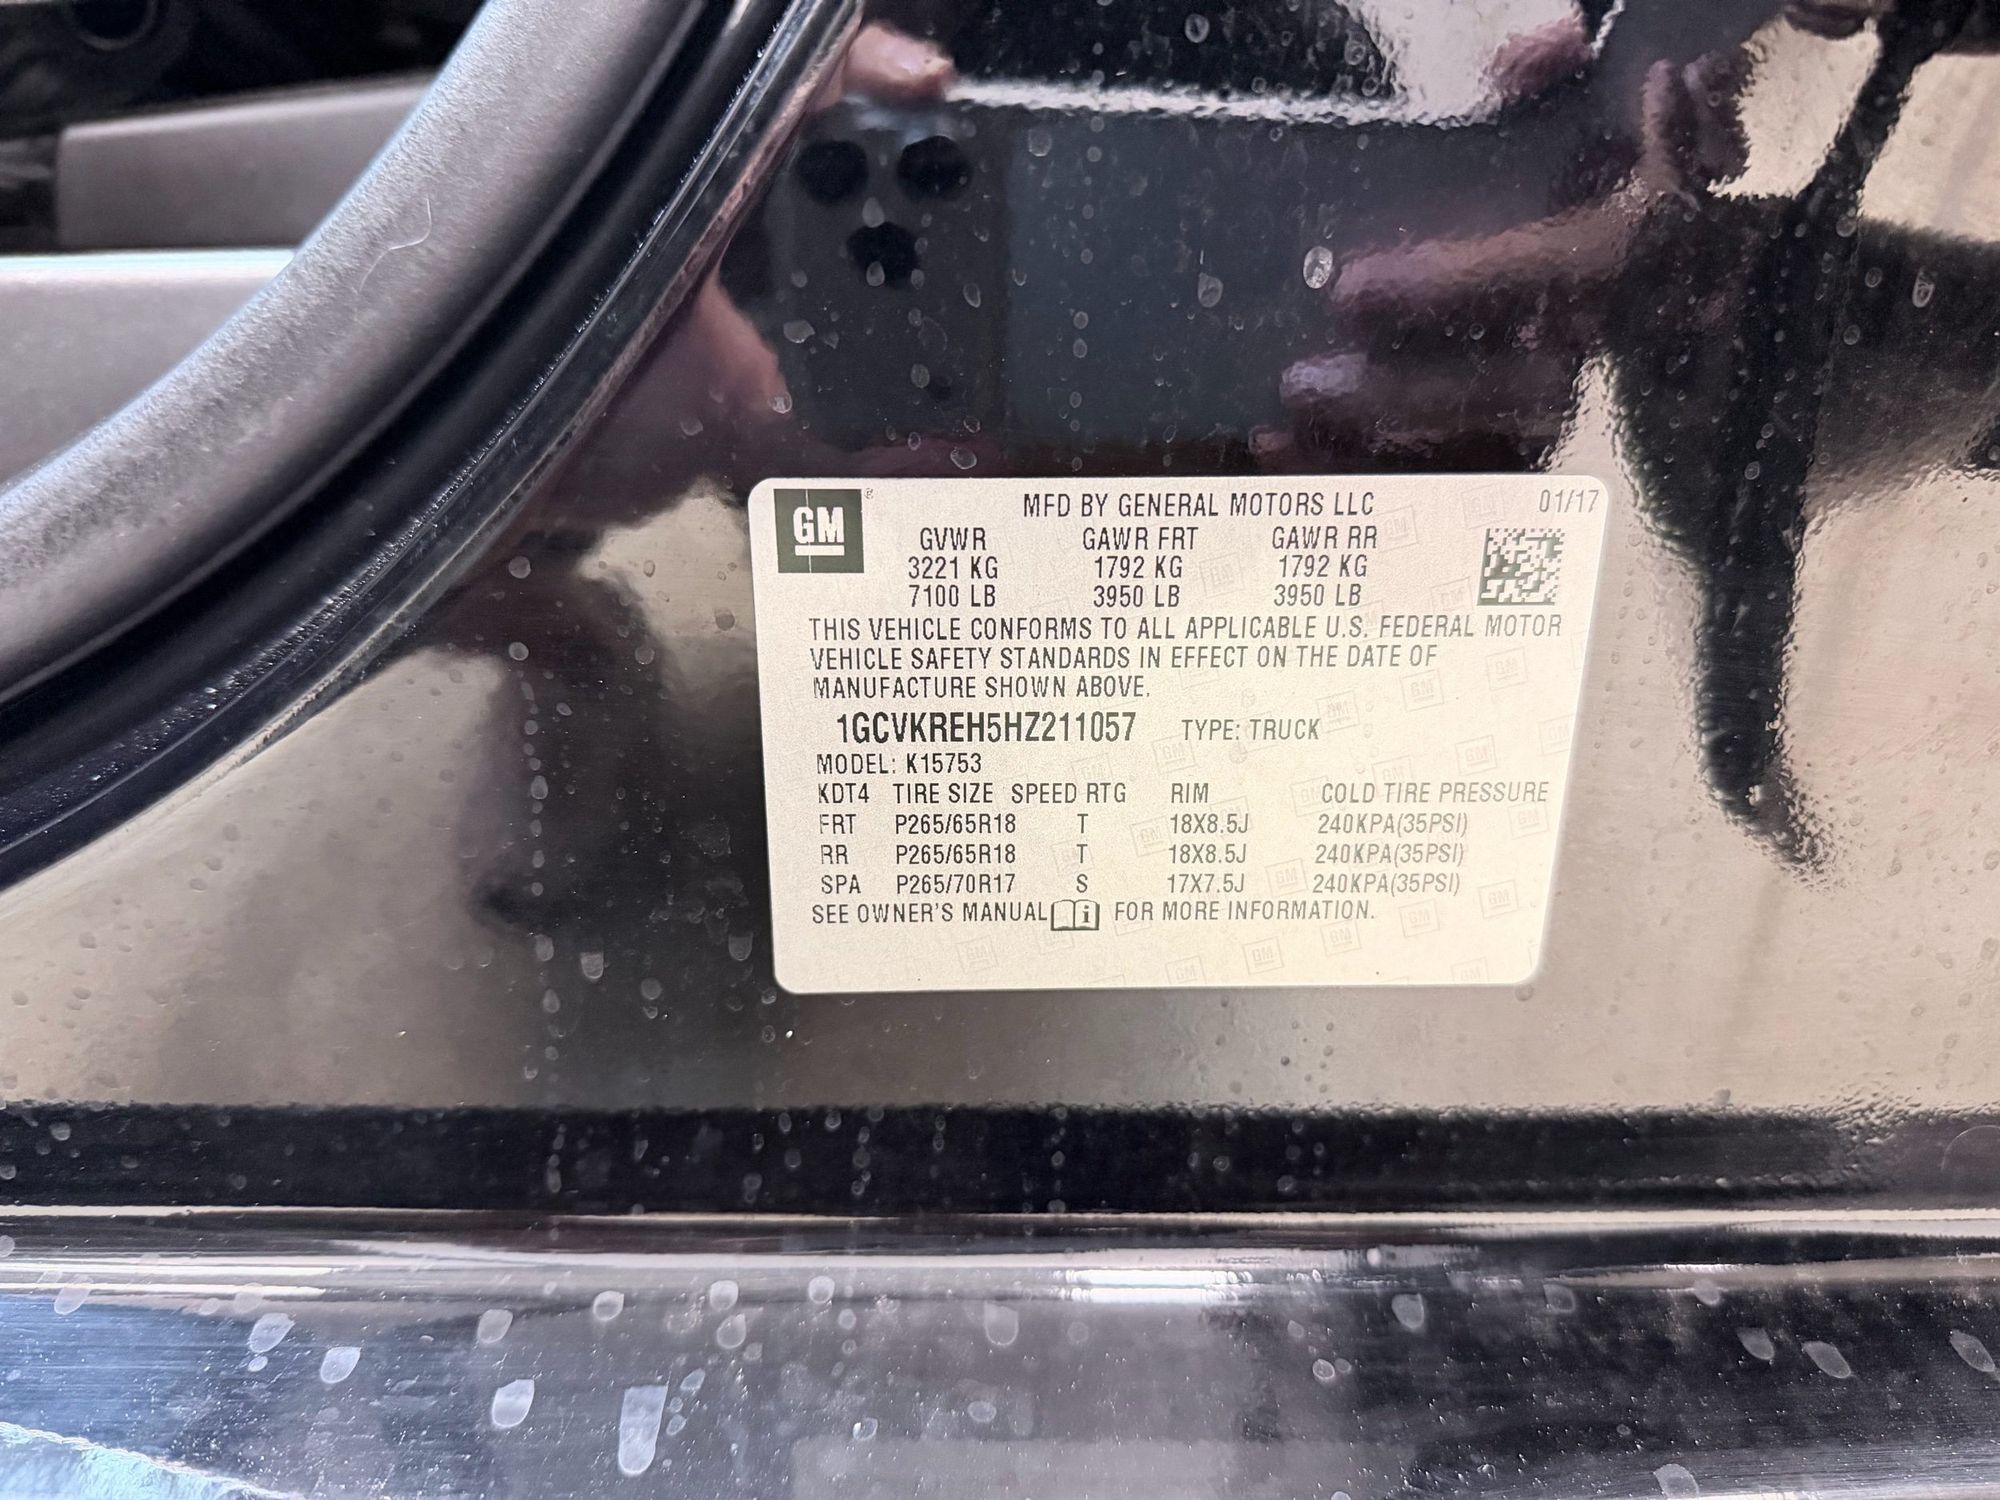 GM
MFD BY GENERAL MOTORS LLC 01/17
GVWR GAWR FRT GAWR RR
3221 KG 1792 KG 1792 KG
7100 LB 3950 LB 3950 LB
THIS VEHICLE CONFORMS TO ALL APPLICABLE U.S. FEDERAL MOTOR
VEHICLE SAFETY STANDARDS IN EFFECT ON THE DATE OF
MANUFACTURE SHOWN ABOVE.
1GCVKREH5HZ211057 TYPE: TRUCK
MODEL: K15753
KDT4 TIRE SIZE SPEED RTG RIM COLD TIRE PRESSURE
FRT P265/65R18 T 18X8.5J 240KPA(35PSI)
RR P265/65R18 T 18X8.5J 240KPA(35PSI)
SPA P265/70R17 S 17X7.5J 240KPA(35PSI)
SEE OWNER'S MANUAL i FOR MORE INFORMATION.